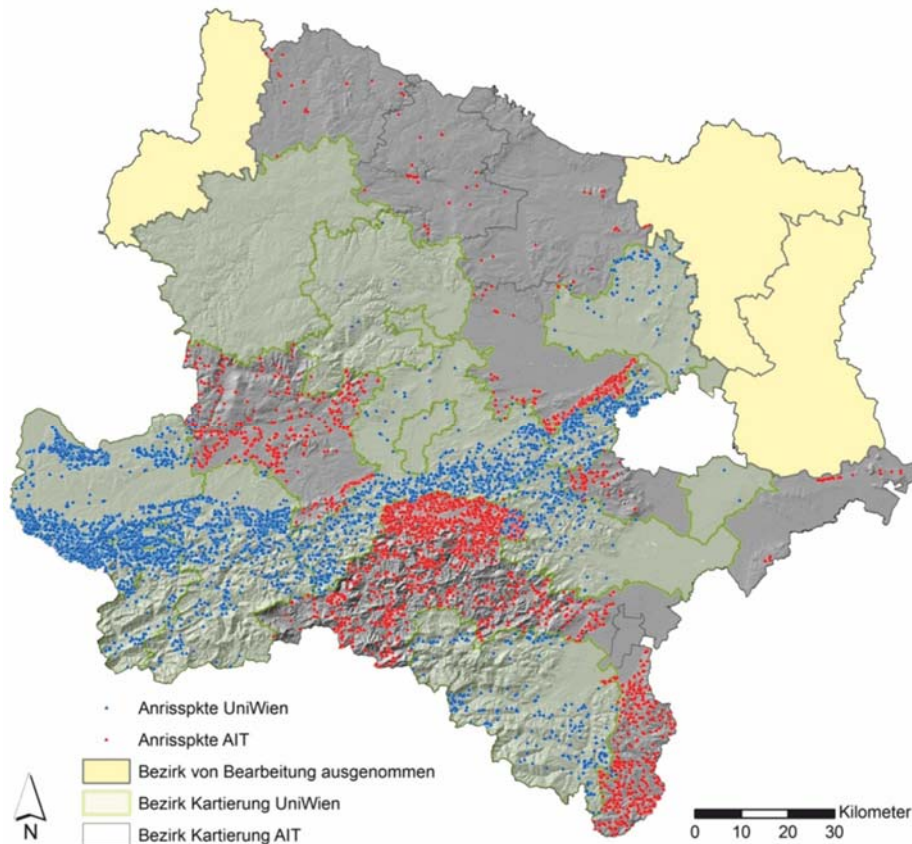 Anrisspkte UniWien
Anrisspkte AIT
Bezirk von Bearbeitung ausgenommen
Bezirk Kartierung UniWien
Bezirk Kartierung AIT
N
Kilometer
0 10 20 30